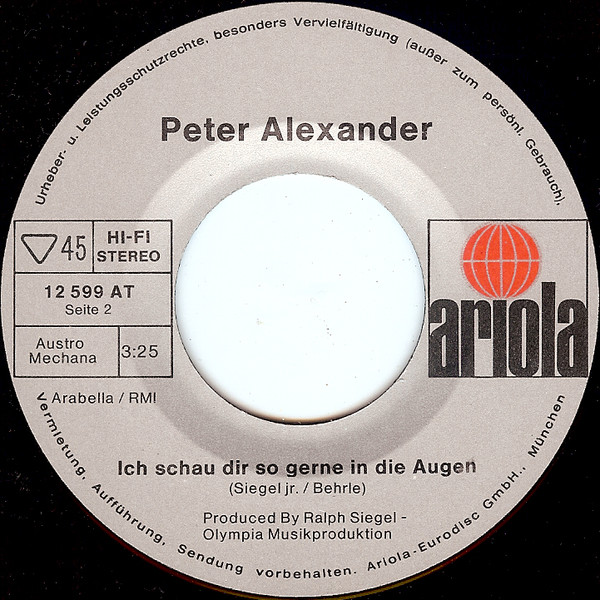 Urheber- u. Leistungsschutzrechte, besonders Vervielfältigung (außer zum persönl. Gebrauch),
Peter Alexander
45
HI-FI
STEREO
12 599 AT
Seite 2
Austro
Mechana
3:25
Arabella / RMI
ariola
Ich schau dir so gerne in die Augen
(Siegel jr. / Behrle)
Produced By Ralph Siegel -
Olympia Musikproduktion
Vermietung, Aufführung, Sendung vorbehalten. Ariola-Eurodisc GmbH., München